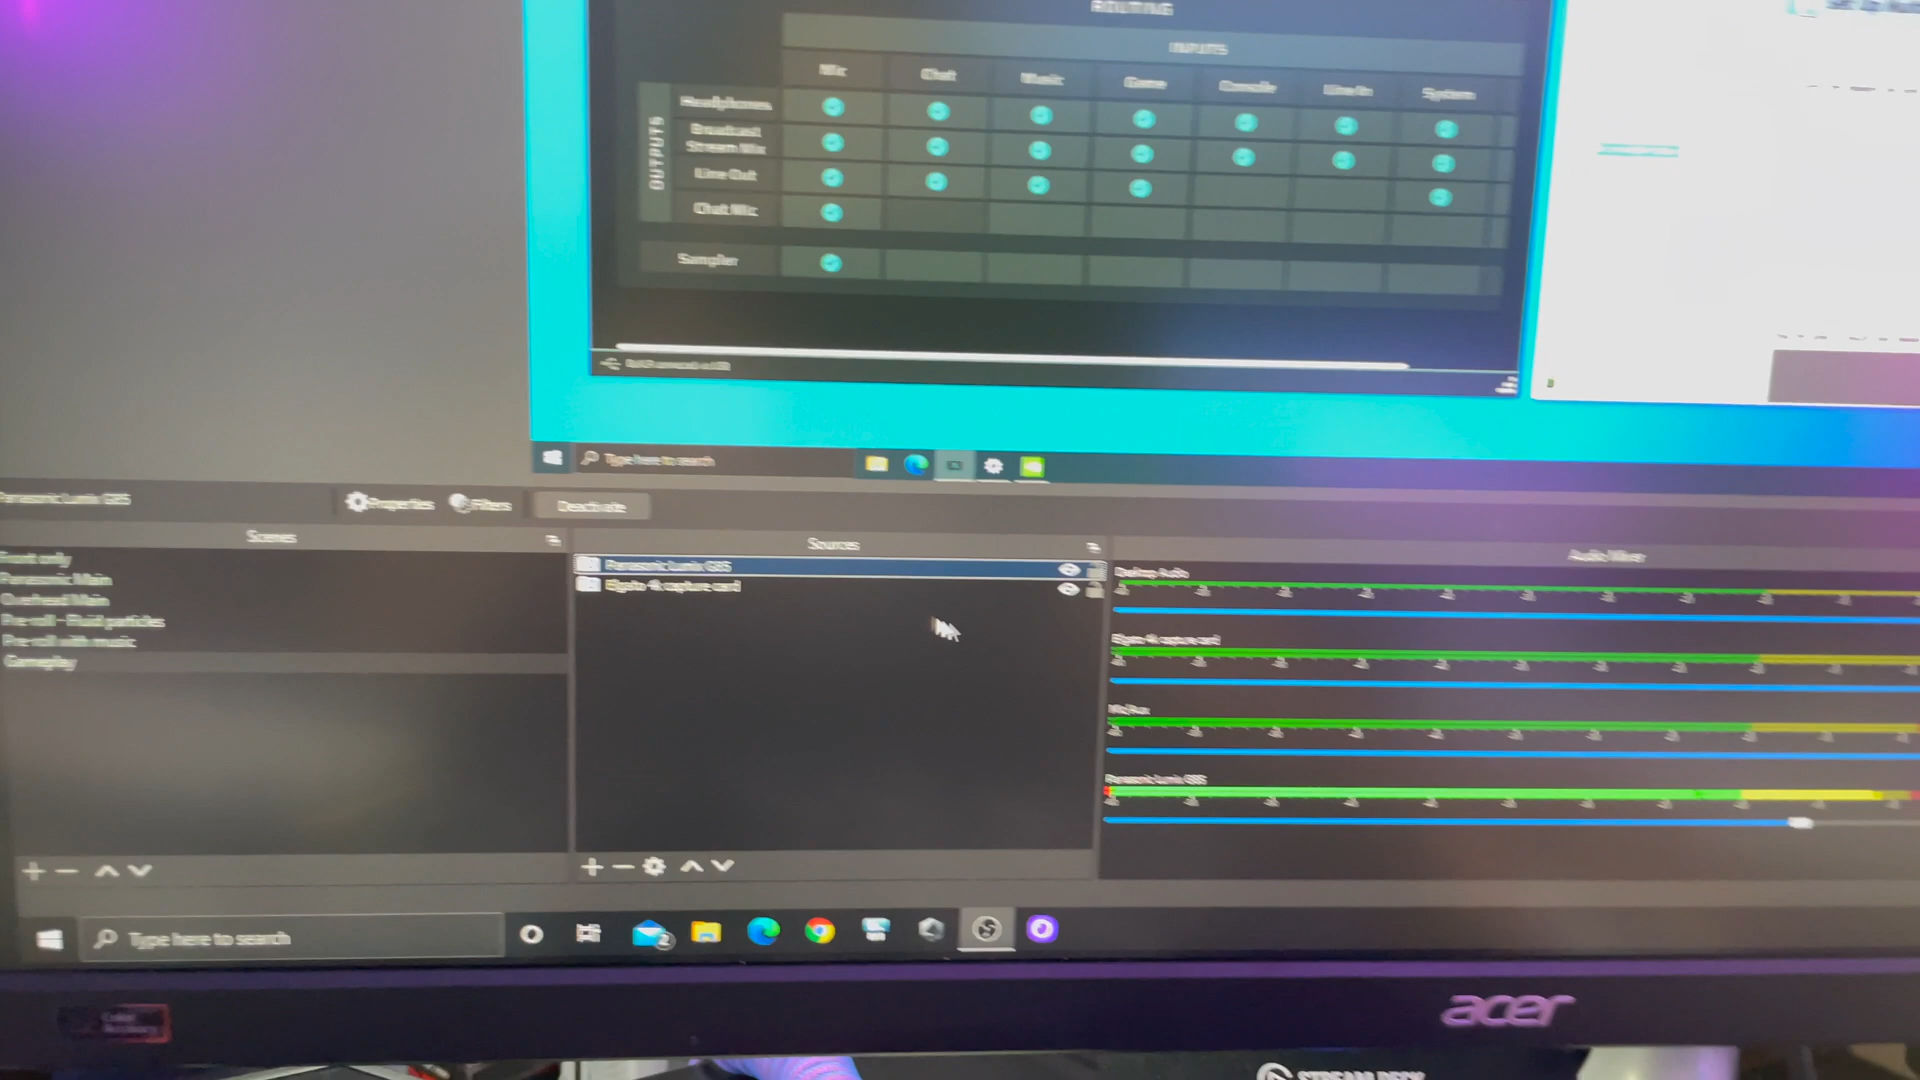 ROUTING
INPUTS
Mic Chat Music Game Console Line In System
OUTPUTS
Headphones
Broadcast
Stream Mix
Line Out
Chat Mic
Sampler
Type here to search
Panasonic Lumix G85 Properties Filters Deactivate
Scenes Sources Audio Mixer
Front only
Panasonic Main
Overhead Main
Pre-roll - Fluid particles
Pre-roll with music
Gameplay
Panasonic Lumix G85
Elgato 4k capture card
Desktop Audio
Elgato 4k capture card
Mic/Aux
Panasonic Lumix G85
Type here to search
2
acer
STREAM DECK